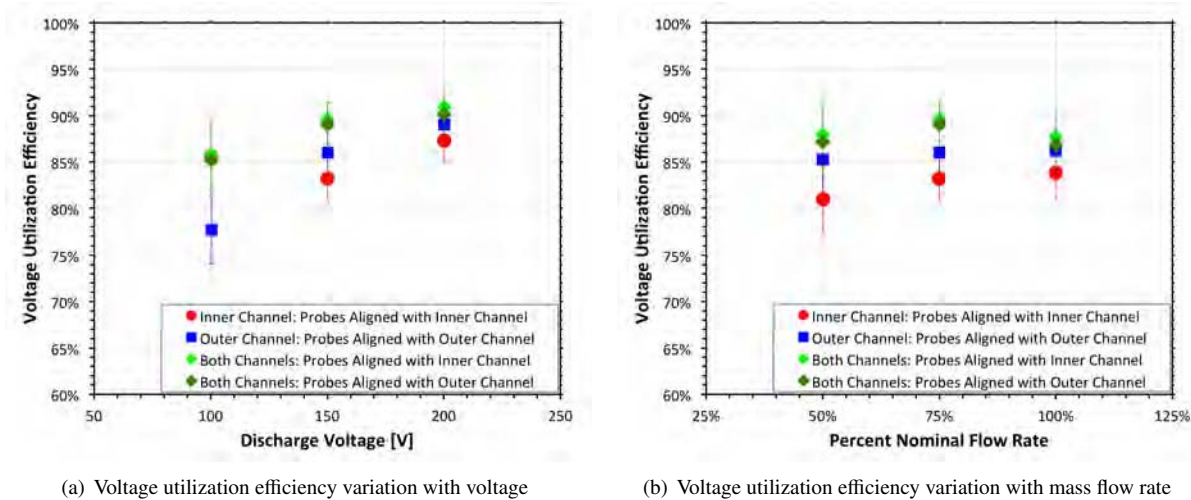 100%
95%
90%
85%
80%
75%
70%
65%
60%
Voltage Utilization Efficiency
Inner Channel: Probes Aligned with Inner Channel
Outer Channel: Probes Aligned with Outer Channel
Both Channels: Probes Aligned with Inner Channel
Both Channels: Probes Aligned with Outer Channel
50 100 150 200 250
Discharge Voltage [V]
(a) Voltage utilization efficiency variation with voltage
100%
95%
90%
85%
80%
75%
70%
65%
60%
Voltage Utilization Efficiency
Inner Channel: Probes Aligned with Inner Channel
Outer Channel: Probes Aligned with Outer Channel
Both Channels: Probes Aligned with Inner Channel
Both Channels: Probes Aligned with Outer Channel
25% 50% 75% 100% 125%
Percent Nominal Flow Rate
(b) Voltage utilization efficiency variation with mass flow rate